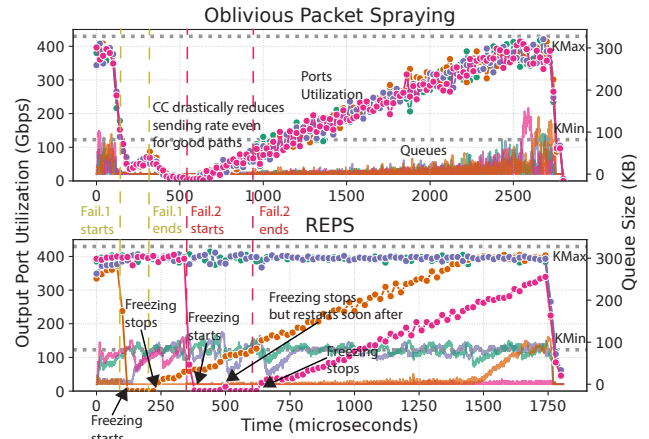 Oblivious Packet Spraying
400
300
200
100
0
300
200
100
0
KMax
KMin
Ports
Utilization
CC drastically reduces
sending rate even
for good paths
Queues
0
500
1000
1500
2000
2500
Fail.1
starts
Fail.1
ends
Fail.2
starts
Fail.2
ends
Output Port Utilization (Gbps)
Queue Size (KB)
REPS
400
300
200
100
0
300
200
100
0
KMax
KMin
Freezing
stops
Freezing
starts
Freezing stops
but restarts soon after
Freezing
stops
Freezing
starts
0
250
500
750
1000
1250
1500
1750
Time (microseconds)